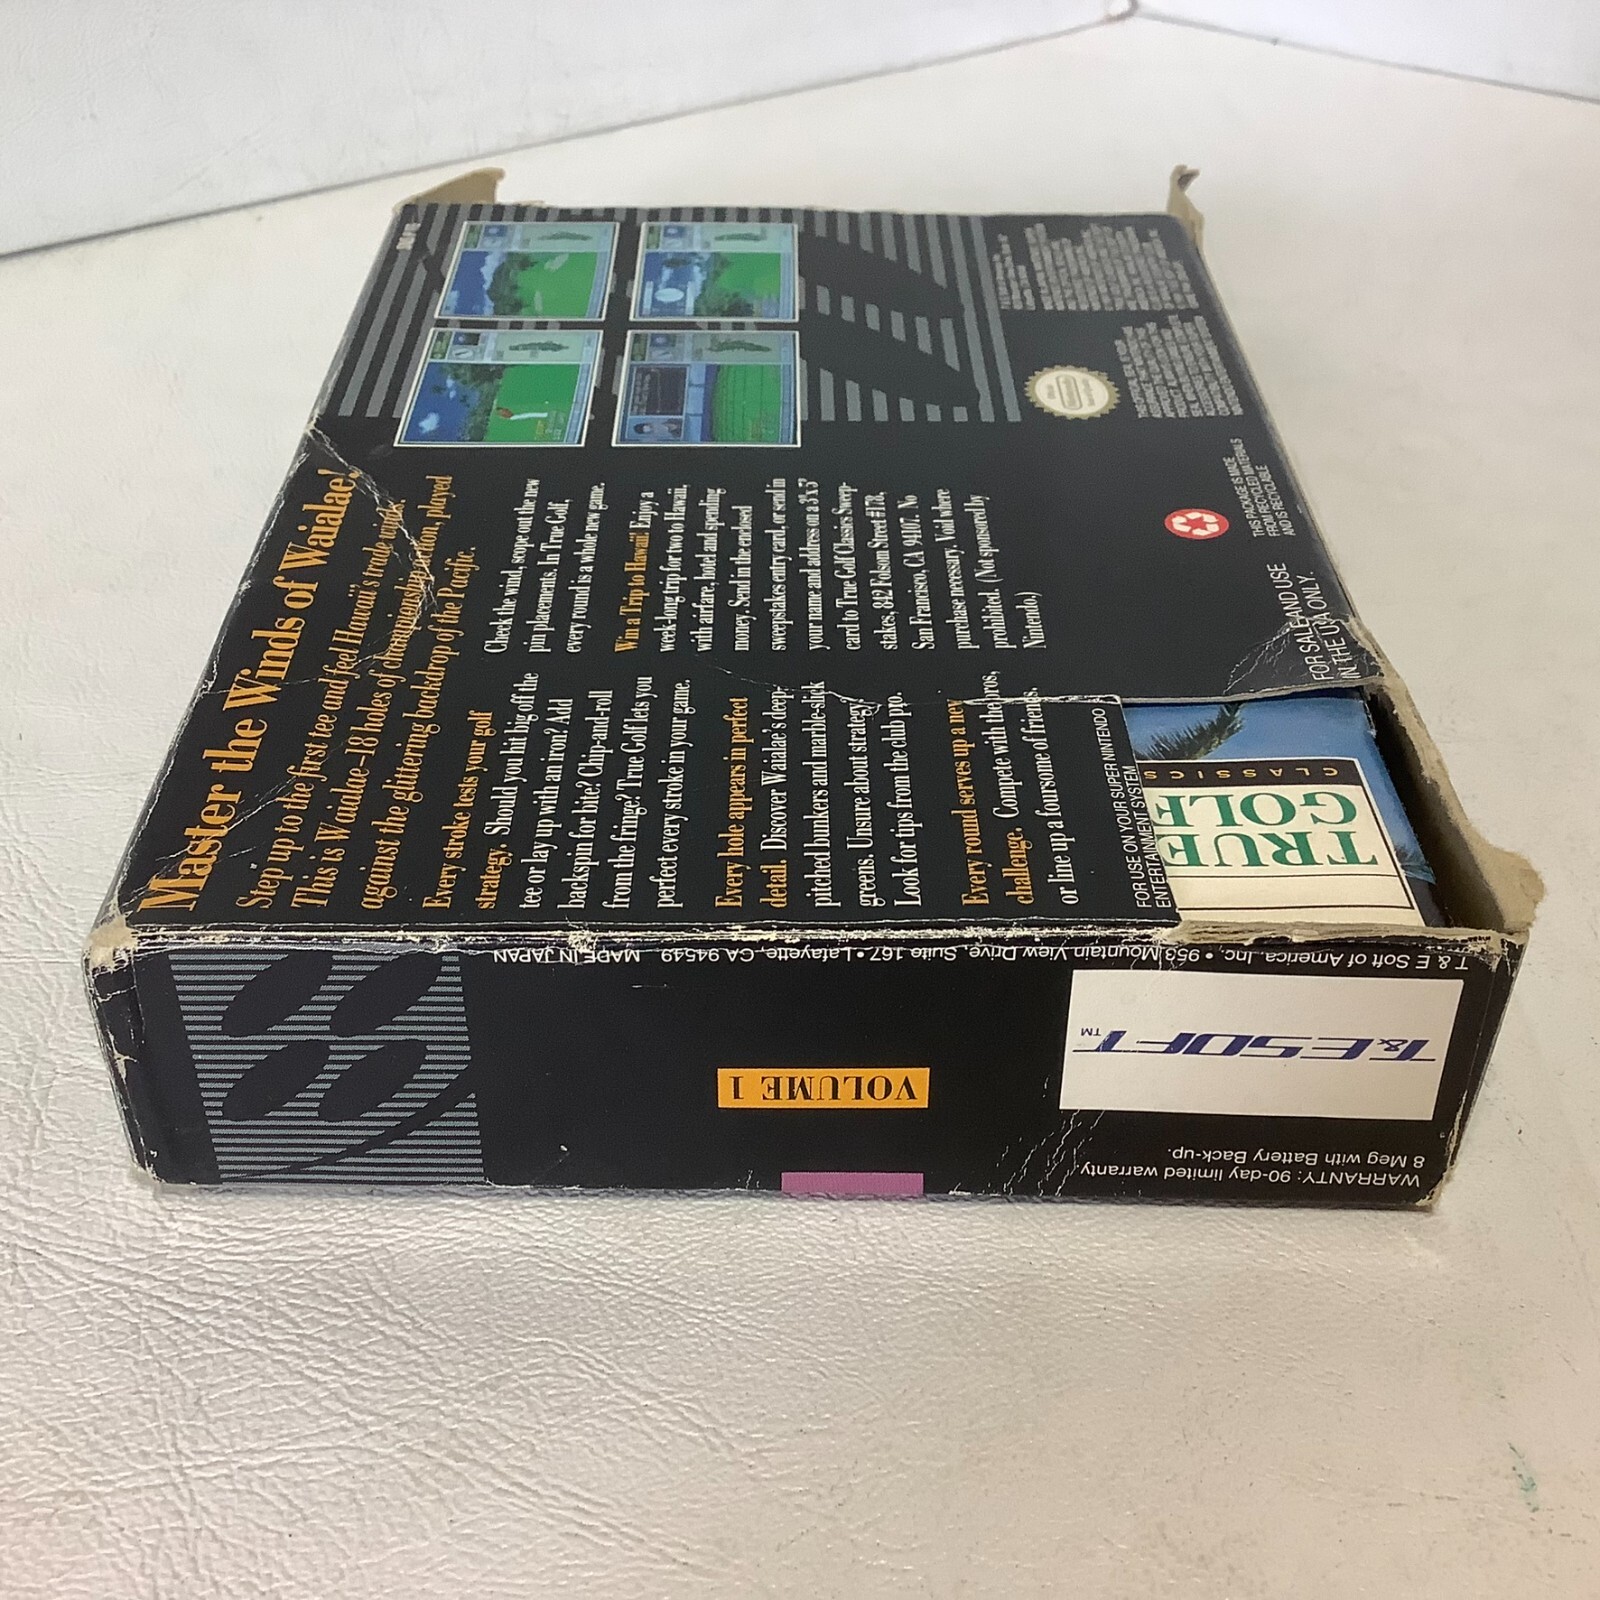 Master the Winds of Waialae!
Step up to the first tee and feel Hawaii's trade winds.
This is Waialae–18 holes of championship action, played
against the glittering backdrop of the Pacific.
Every stroke tests your golf
strategy. Should you hit big off the
tee or lay up with an iron? Add
backspin for bite? Chip-and-roll
from the fringe? True Golf lets you
perfect every stroke in your game.
Every hole appears in perfect
detail. Discover Waialae's deep-
pitched bunkers and marble-slick
greens. Unsure about strategy?
Look for tips from the club pro.
Every round serves up a new
challenge. Compete with the pros,
or line up a foursome of friends.
Check the wind, scope out the new
pin placements. In True Golf,
every round is a whole new game.
Win a Trip to Hawaii! Enjoy a
week-long trip for two to Hawaii,
with airfare, hotel and spending
money. Send in the enclosed
sweepstakes entry card, or send in
your name and address on a 3"x 5"
card to True Golf Classics Sweep-
stakes, 842 Folsom Street #178,
San Francisco, CA 94107. No
purchase necessary. Void where
prohibited. (Not sponsored by
Nintendo.)
FOR USE ON YOUR SUPER NINTENDO
ENTERTAINMENT SYSTEM
FOR SALE AND USE
IN THE USA ONLY.
THIS PACKAGE IS MADE
FROM RECYCLED MATERIALS
AND IS RECYCLABLE
Nintendo
TRUE
GOLF
CLASSICS
T & E Soft of America, Inc. • 953 Mountain View Drive, Suite 167 • Lafayette, CA 94549 MADE IN JAPAN
T&E SOFT™
VOLUME 1
WARRANTY: 90-day limited warranty.
8 Meg with Battery Back-up.